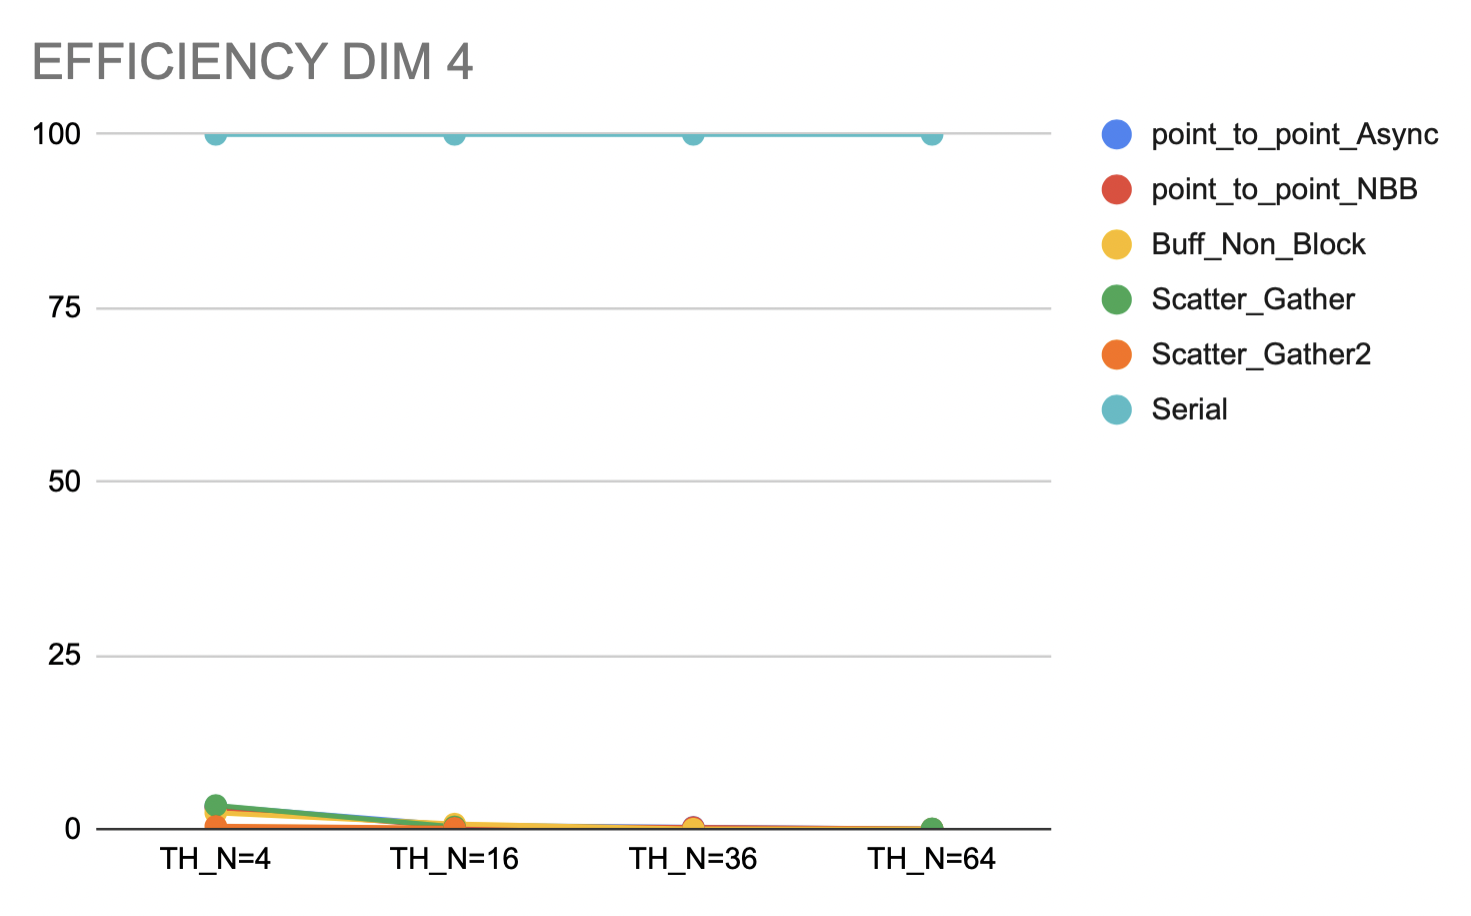 EFFICIENCY DIM 4
100
75
50
25
0
TH_N=4
TH_N=16
TH_N=36
TH_N=64
point_to_point_Async
point_to_point_NBB
Buff_Non_Block
Scatter_Gather
Scatter_Gather2
Serial